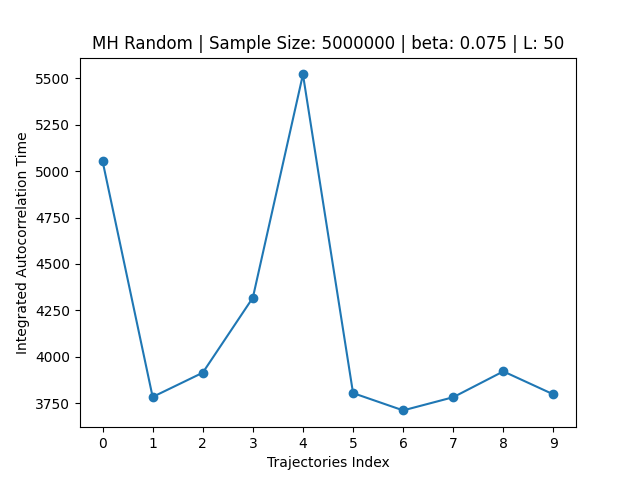 MH Random | Sample Size: 5000000 | beta: 0.075 | L: 50
Integrated Autocorrelation Time
5500
5250
5000
4750
4500
4250
4000
3750
0 1 2 3 4 5 6 7 8 9
Trajectories Index